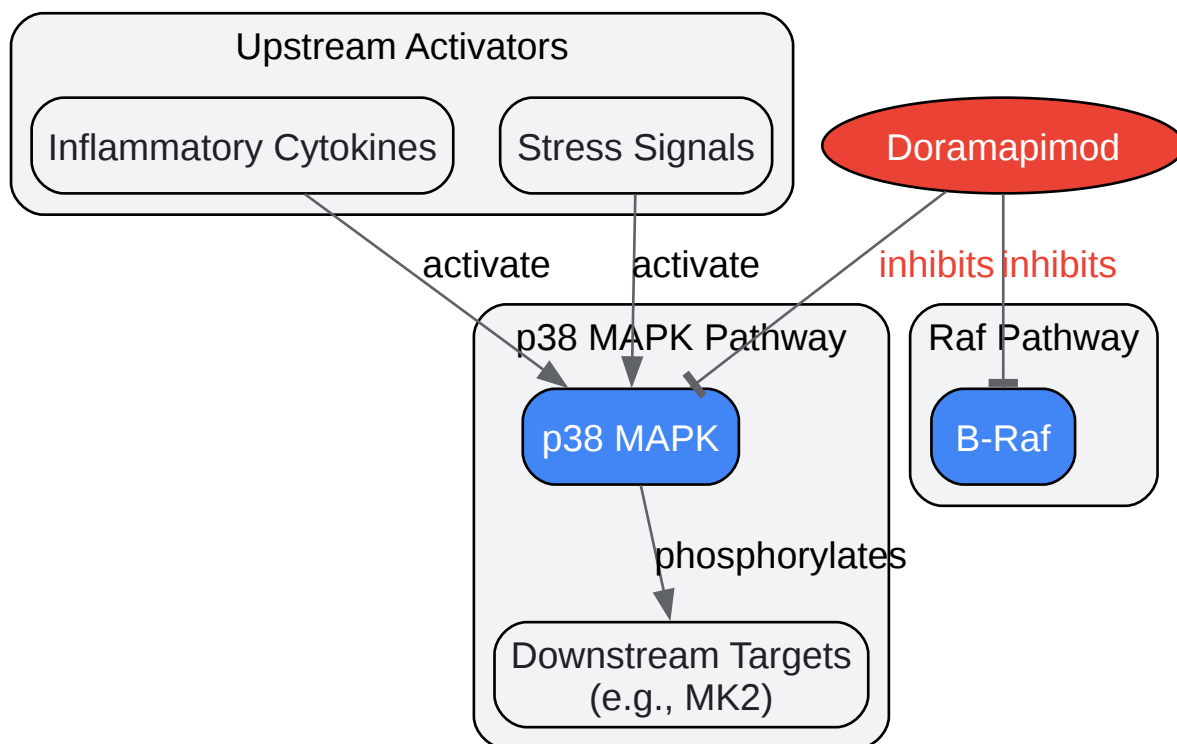 Upstream Activators
Inflammatory Cytokines
Stress Signals
Doramapimod
activate
activate
inhibits
inhibits
p38 MAPK Pathway
Raf Pathway
p38 MAPK
B-Raf
phosphorylates
Downstream Targets
(e.g., MK2)